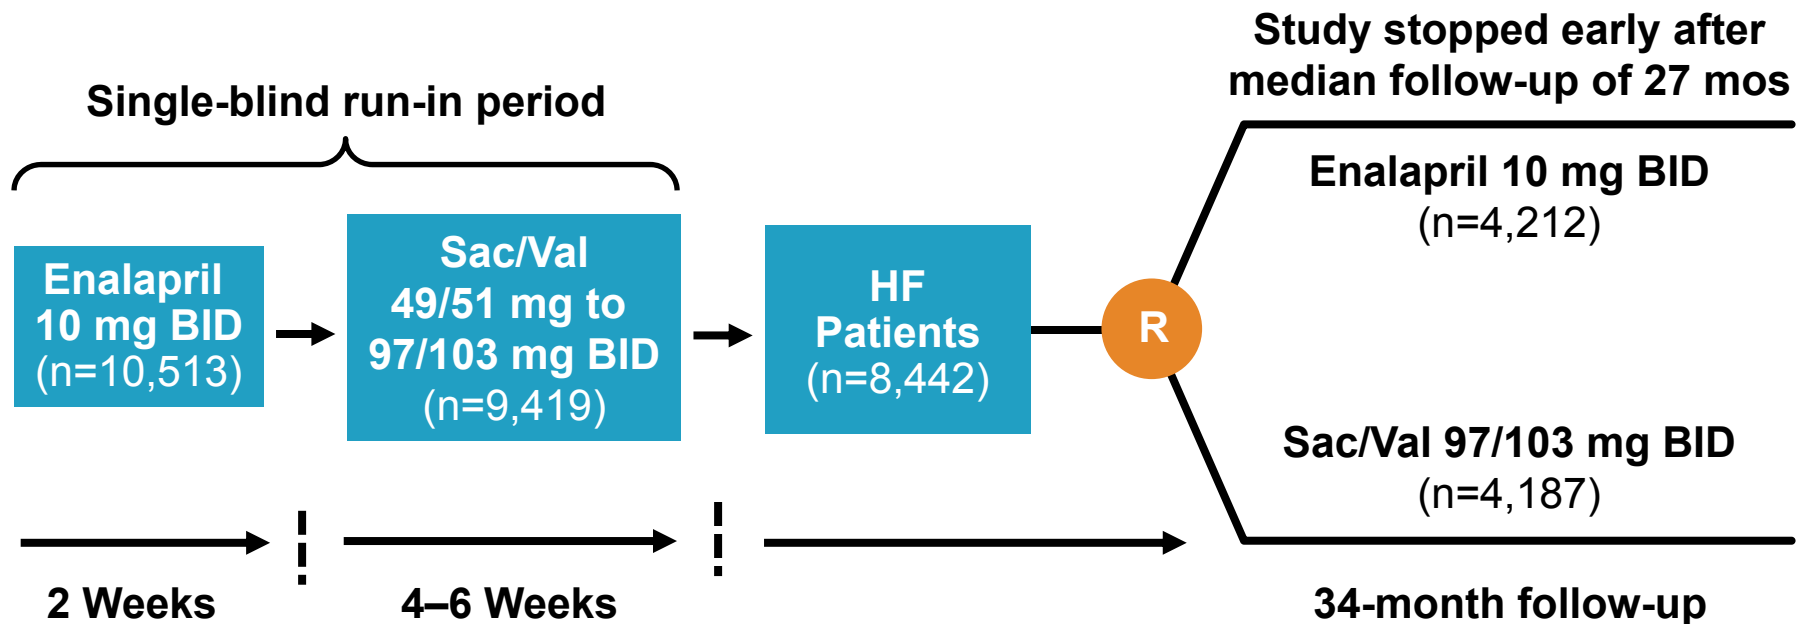 Study stopped early after
median follow-up of 27 mos
Single-blind run-in period
Enalapril
10 mg BID
(n=10,513)
Sac/Val
49/51 mg to
97/103 mg BID
(n=9,419)
HF
Patients
(n=8,442)
R
Enalapril 10 mg BID
(n=4,212)
Sac/Val 97/103 mg BID
(n=4,187)
2 Weeks
4–6 Weeks
34-month follow-up